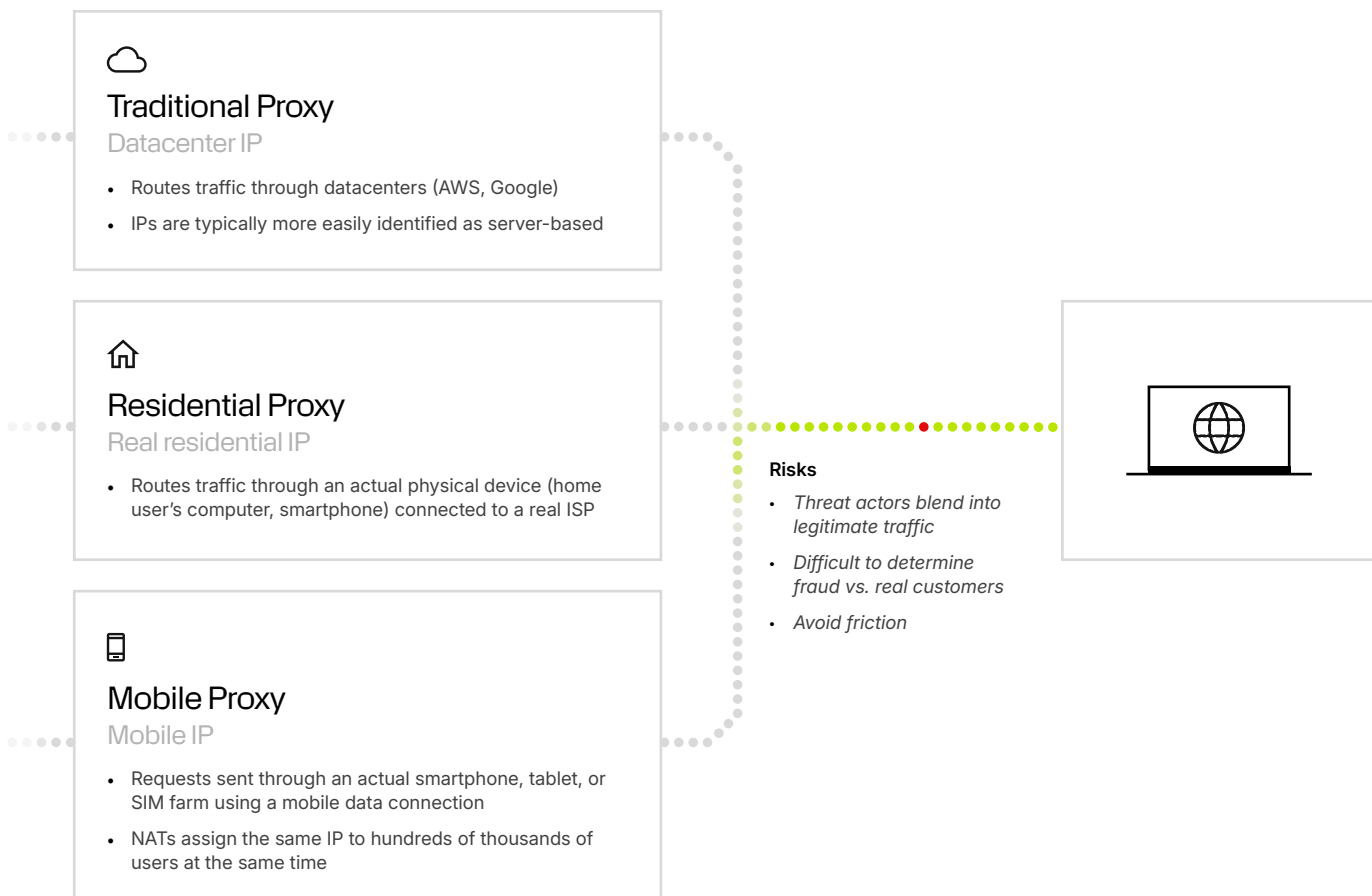 Traditional Proxy
Datacenter IP
• Routes traffic through datacenters (AWS, Google)
• IPs are typically more easily identified as server-based
Residential Proxy
Real residential IP
• Routes traffic through an actual physical device (home
user’s computer, smartphone) connected to a real ISP
Mobile Proxy
Mobile IP
• Requests sent through an actual smartphone, tablet, or
SIM farm using a mobile data connection
• NATs assign the same IP to hundreds of thousands of
users at the same time
Risks
• Threat actors blend into
legitimate traffic
• Difficult to determine
fraud vs. real customers
• Avoid friction